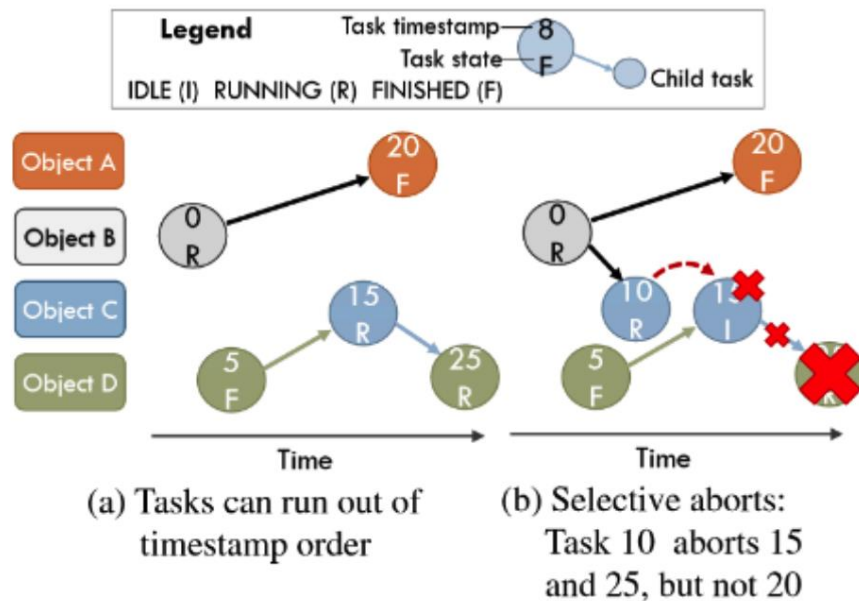 Legend
Task timestamp
8
Task state
F
Child task
IDLE (I) RUNNING (R) FINISHED (F)
Object A
20
F
20
F
Object B
0
R
0
R
Object C
15
R
10
R
I
Object D
5
F
25
R
5
F
Time
Time
(a) Tasks can run out of
timestamp order
(b) Selective aborts:
Task 10 aborts 15
and 25, but not 20